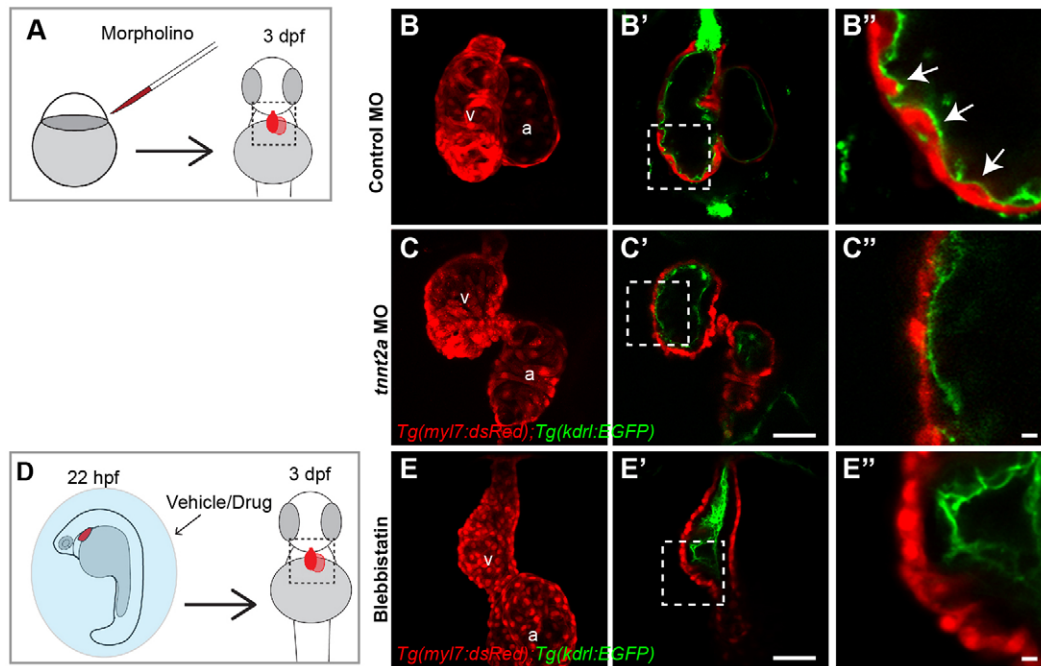 A
Morpholino
3 dpf
Control MO
B
v
a
B'
B"
tnnt2a MO
C
v
a
C'
C"
Tg(myl7:dsRed);Tg(kdrl:EGFP)
D
22 hpf
Vehicle/Drug
3 dpf
Blebbistatin
E
v
a
E'
E"
Tg(myl7:dsRed);Tg(kdrl:EGFP)